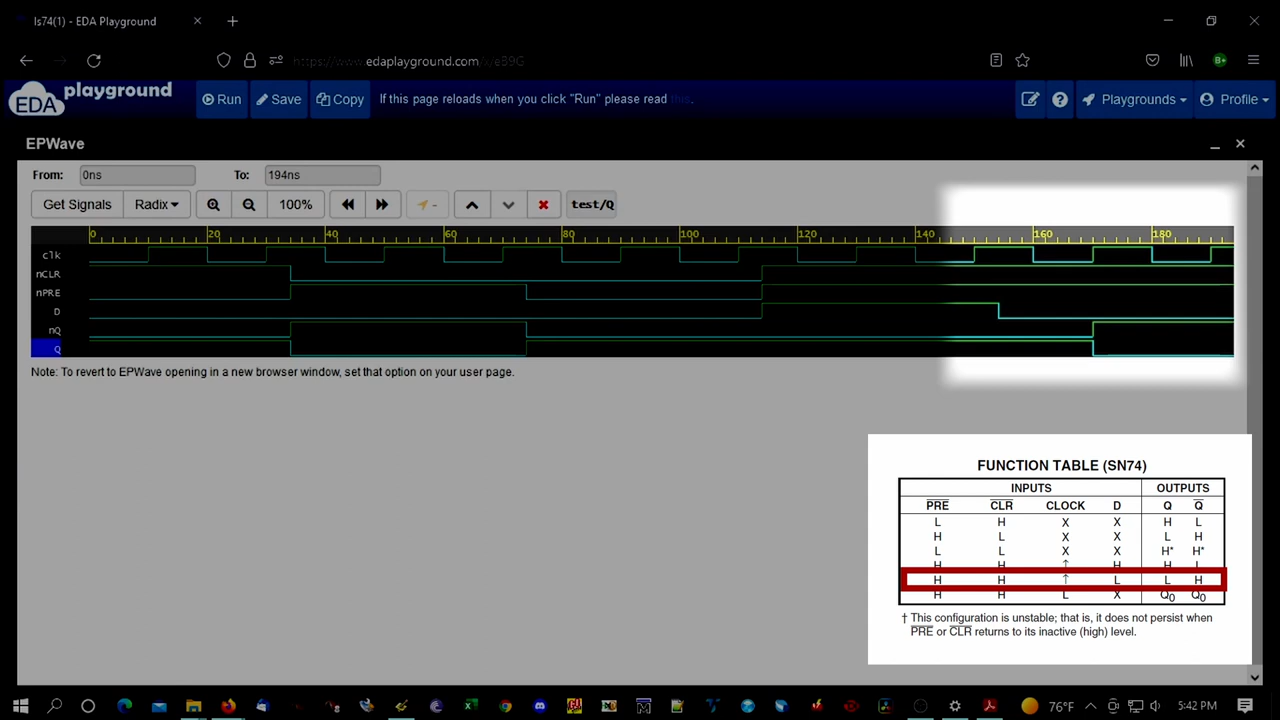 ls74(1) - EDA Playground
https://www.edaplayground.com/x/e39G
EDA playground
Run
Save
Copy
If this page reloads when you click "Run" please read this.
Playgrounds
Profile
EPWave
From:
0ns
To:
194ns
Get Signals
Radix
100%
test/Q
0 20 40 60 80 100 120 140 160 180
clk
nCLR
nPRE
D
nQ
Q
Note: To revert to EPWave opening in a new browser window, set that option on your user page.
FUNCTION TABLE (SN74)
INPUTS OUTPUTS
PRE CLR CLOCK D Q Q
L H X X H L
H L X X L H
L L X X H* H*
H H ↑ H H L
H H ↑ L L H
H H L X Q0 Q0
† This configuration is unstable; that is, it does not persist when
PRE or CLR returns to its inactive (high) level.
76°F
5:42 PM